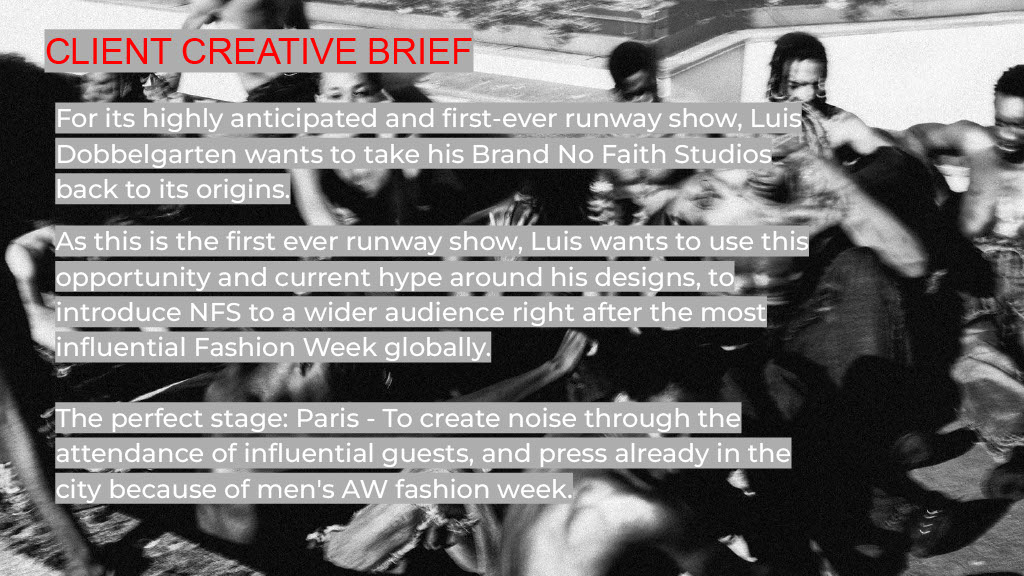 CLIENT CREATIVE BRIEF
For its highly anticipated and first-ever runway show, Luis
Dobbelgarten wants to take his Brand No Faith Studios
back to its origins.
As this is the first ever runway show, Luis wants to use this
opportunity and current hype around his designs, to
introduce NFS to a wider audience right after the most
influential Fashion Week globally.
The perfect stage: Paris - To create noise through the
attendance of influential guests, and press already in the
city because of men's AW fashion week.